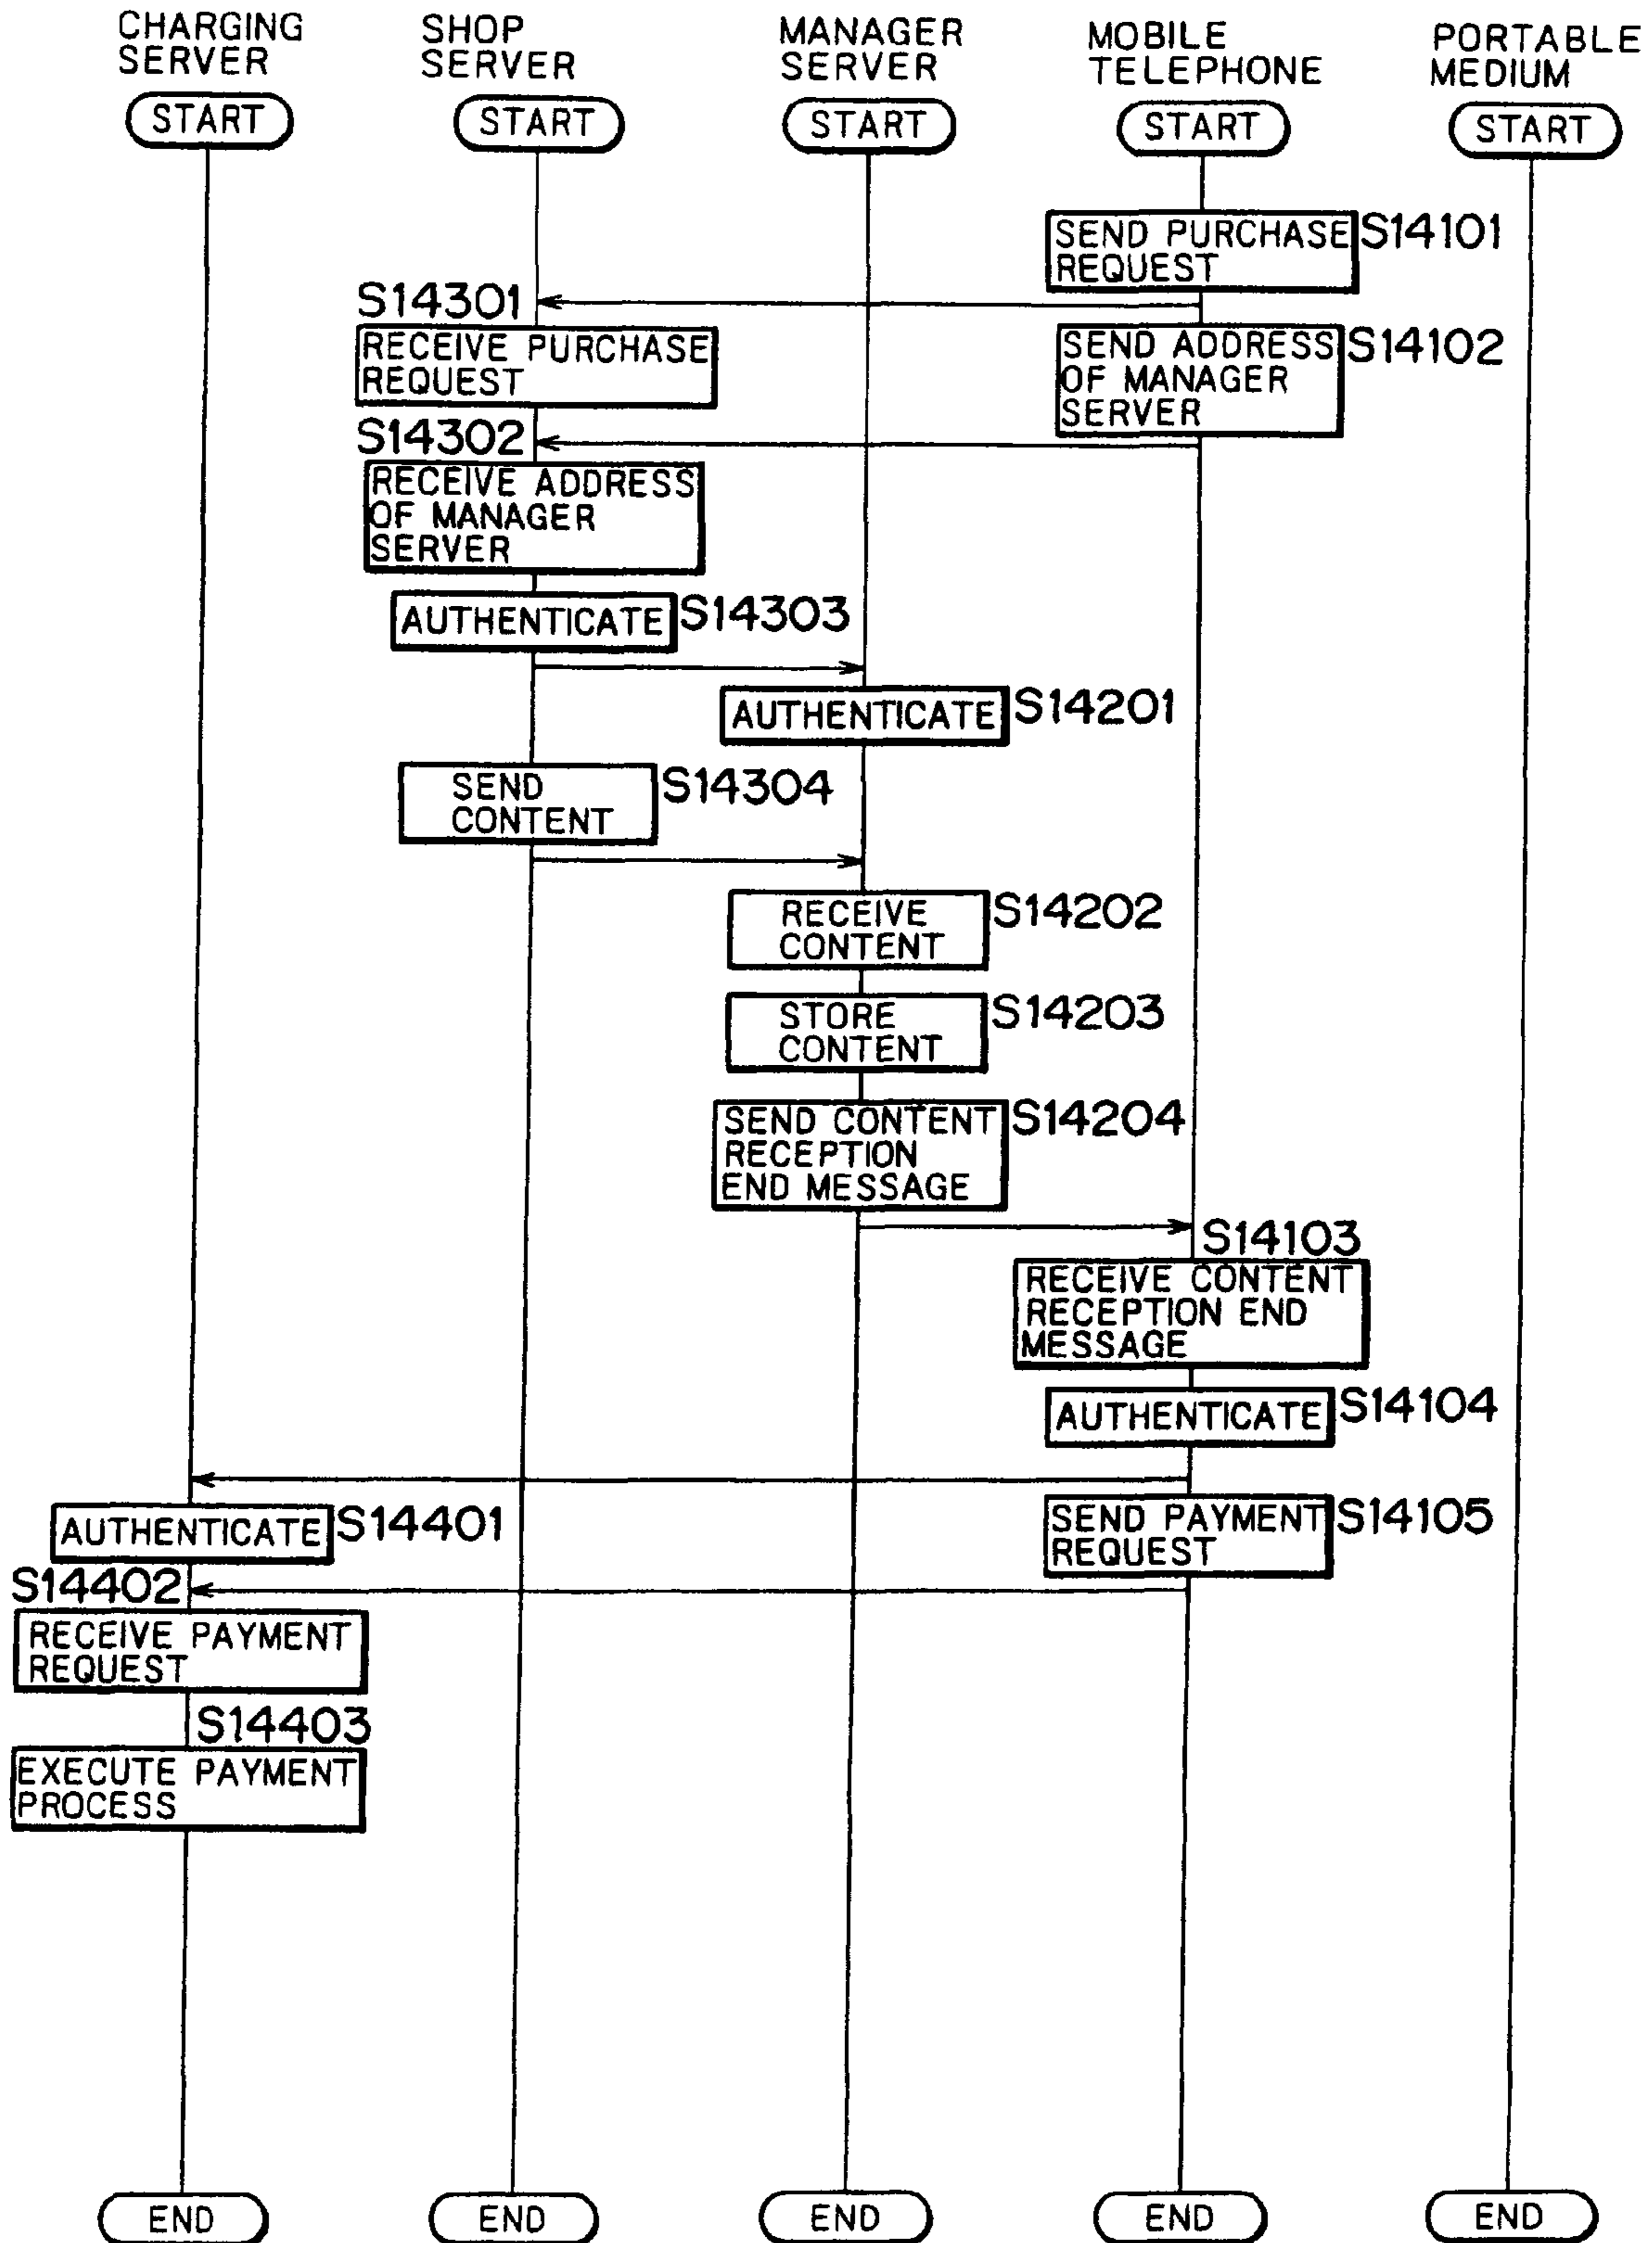 CHARGING
SERVER
SHOP
SERVER
MANAGER
SERVER
MOBILE
TELEPHONE
PORTABLE
MEDIUM
START
START
START
START
START
SEND PURCHASE
REQUEST
S14101
S14301
RECEIVE PURCHASE
REQUEST
SEND ADDRESS
OF MANAGER
SERVER
S14102
S14302
RECEIVE ADDRESS
OF MANAGER
SERVER
AUTHENTICATE
S14303
AUTHENTICATE
S14201
SEND
CONTENT
S14304
RECEIVE
CONTENT
S14202
STORE
CONTENT
S14203
SEND CONTENT
RECEPTION
END MESSAGE
S14204
S14103
RECEIVE CONTENT
RECEPTION END
MESSAGE
AUTHENTICATE
S14104
AUTHENTICATE
S14401
SEND PAYMENT
REQUEST
S14105
S14402
RECEIVE PAYMENT
REQUEST
S14403
EXECUTE PAYMENT
PROCESS
END
END
END
END
END